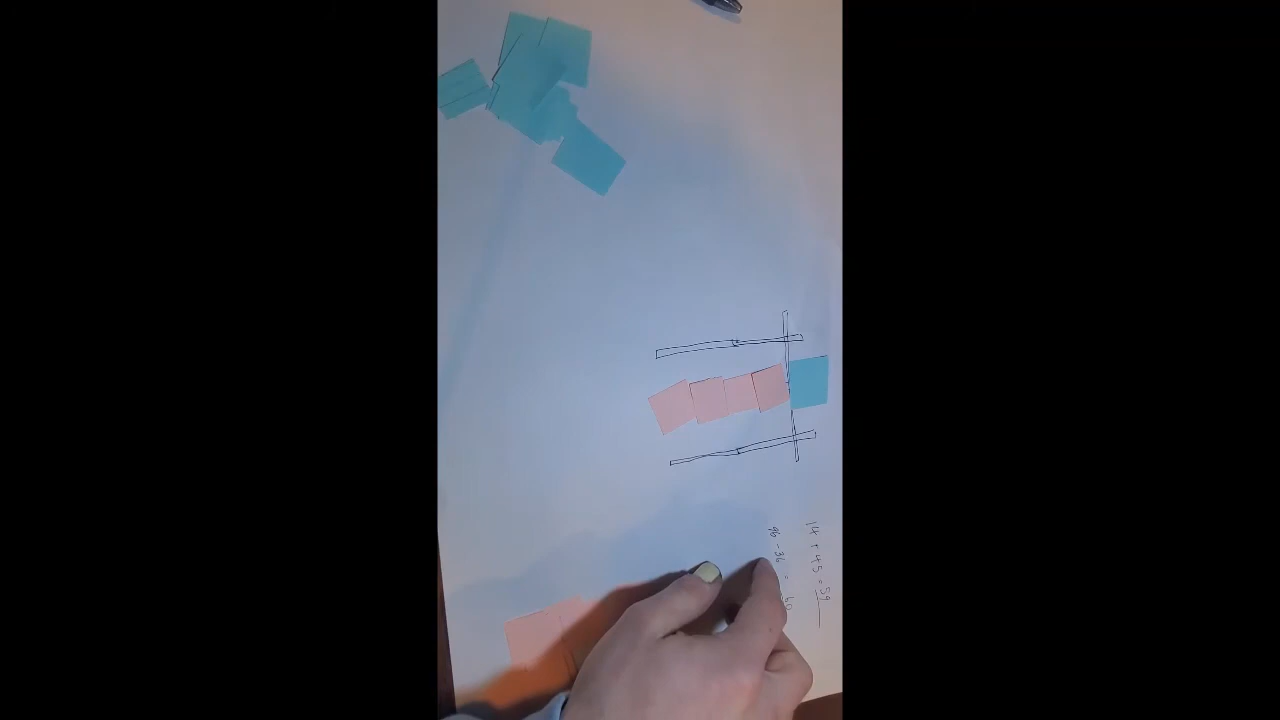 14 + 45 = 59
96 - 36 = 60